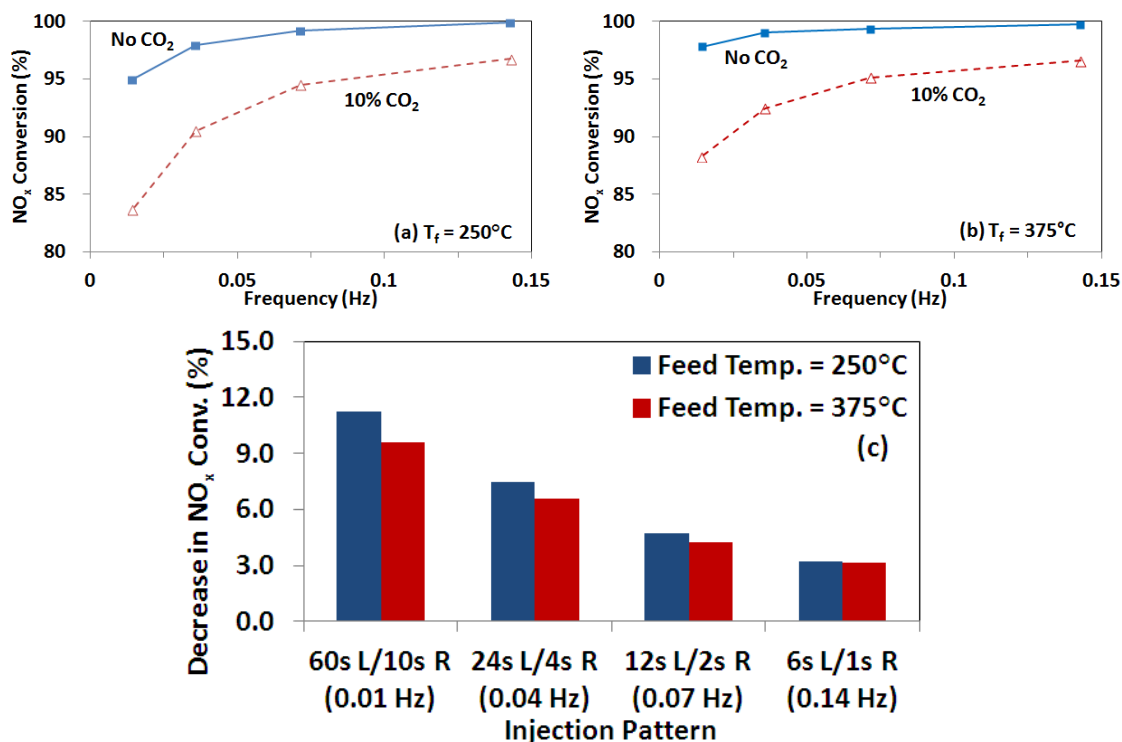 NOₓ Conversion (%)
100
95
90
85
80
No CO₂
10% CO₂
(a) T_f = 250°C
0
0.05
0.1
0.15
Frequency (Hz)
NOₓ Conversion (%)
100
95
90
85
80
No CO₂
10% CO₂
(b) T_f = 375°C
0
0.05
0.1
0.15
Frequency (Hz)
Decrease in NOₓ Conv. (%)
15.0
12.0
9.0
6.0
3.0
0.0
Feed Temp. = 250°C
Feed Temp. = 375°C
(c)
60s L/10s R
(0.01 Hz)
24s L/4s R
(0.04 Hz)
12s L/2s R
(0.07 Hz)
6s L/1s R
(0.14 Hz)
Injection Pattern